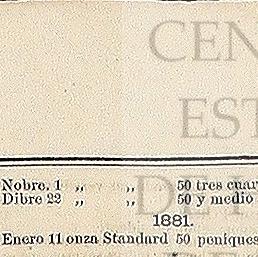 CEN
EST
DE
Nobre. 1 „ „ 50 tres cuar
Dibre 22 „ „ 50 y medio
1881.
Enero 11 onza Standard 50 peniques